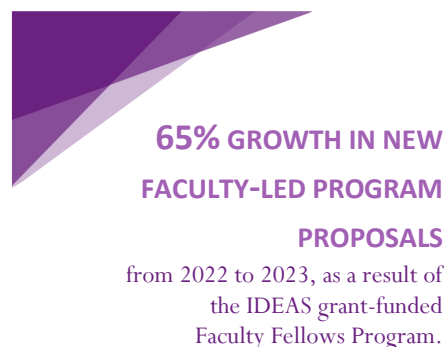 65% GROWTH IN NEW
FACULTY-LED PROGRAM
PROPOSALS
from 2022 to 2023, as a result of
the IDEAS grant-funded
Faculty Fellows Program.